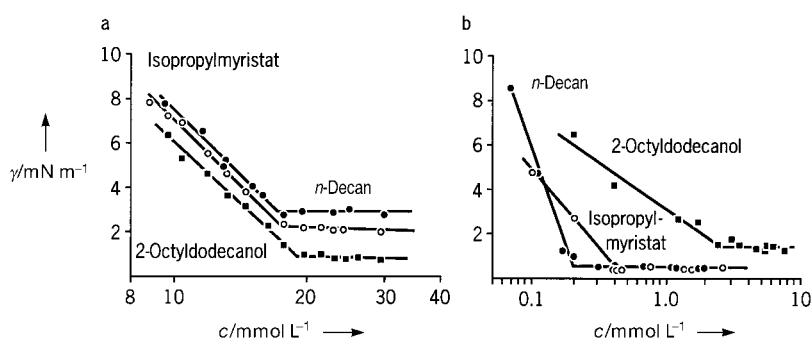 a
Isopropylmyristat
10
8
6
4
2
γ/mN m⁻¹
n-Decan
2-Octyldodecanol
0
10
20
30
40
c/mmol L⁻¹
b
n-Decan
10
8
6
4
2
2-Octyldodecanol
Isopropyl-
myristat
0.1
1.0
10
c/mmol L⁻¹